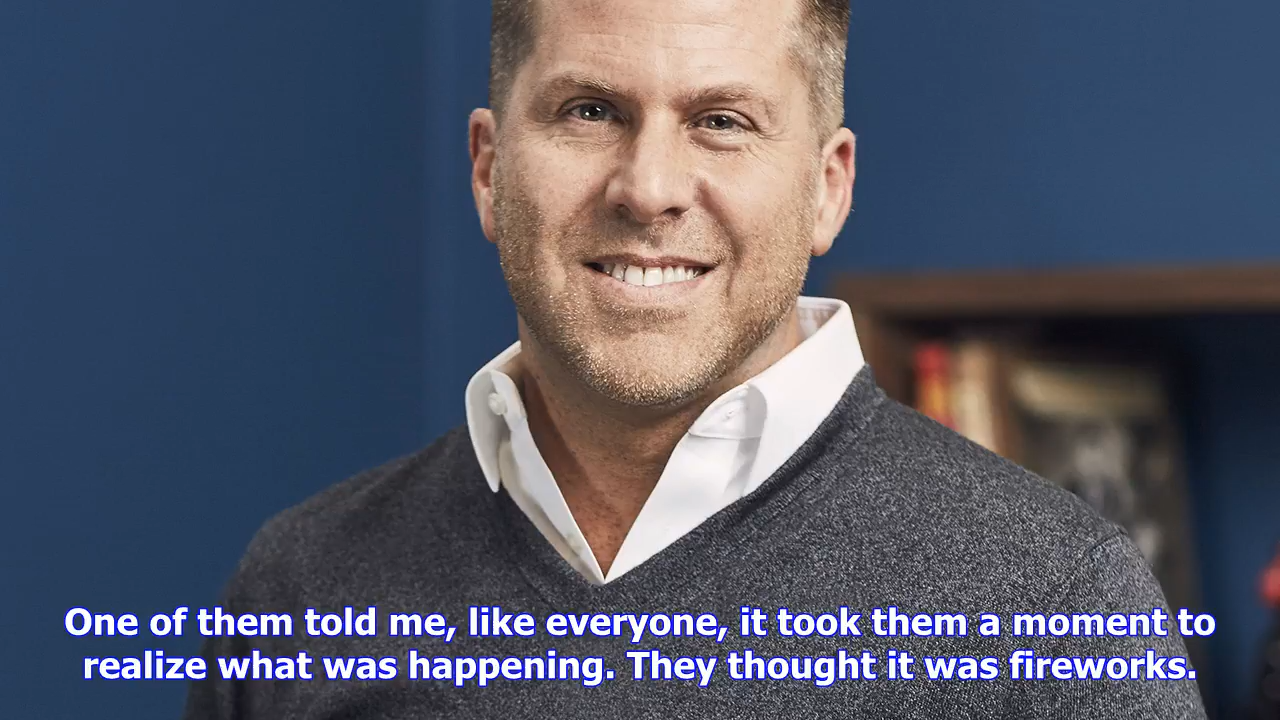 One of them told me, like everyone, it took them a moment to
realize what was happening. They thought it was fireworks.